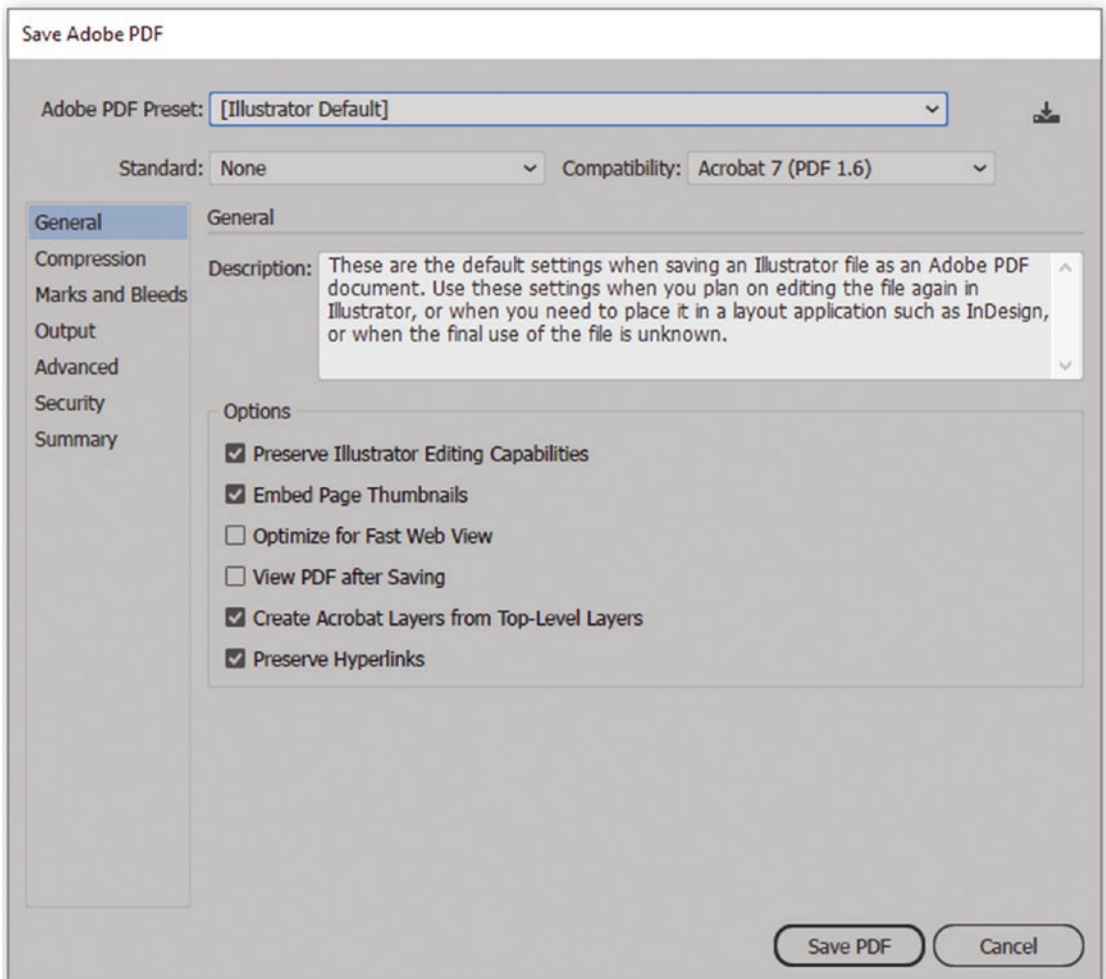 Save Adobe PDF
Adobe PDF Preset: [Illustrator Default]
Standard: None Compatibility: Acrobat 7 (PDF 1.6)
General
Compression
Marks and Bleeds
Output
Advanced
Security
Summary
General
Description: These are the default settings when saving an Illustrator file as an Adobe PDF
document. Use these settings when you plan on editing the file again in
Illustrator, or when you need to place it in a layout application such as InDesign,
or when the final use of the file is unknown.
Options
Preserve Illustrator Editing Capabilities
Embed Page Thumbnails
Optimize for Fast Web View
View PDF after Saving
Create Acrobat Layers from Top-Level Layers
Preserve Hyperlinks
Save PDF Cancel